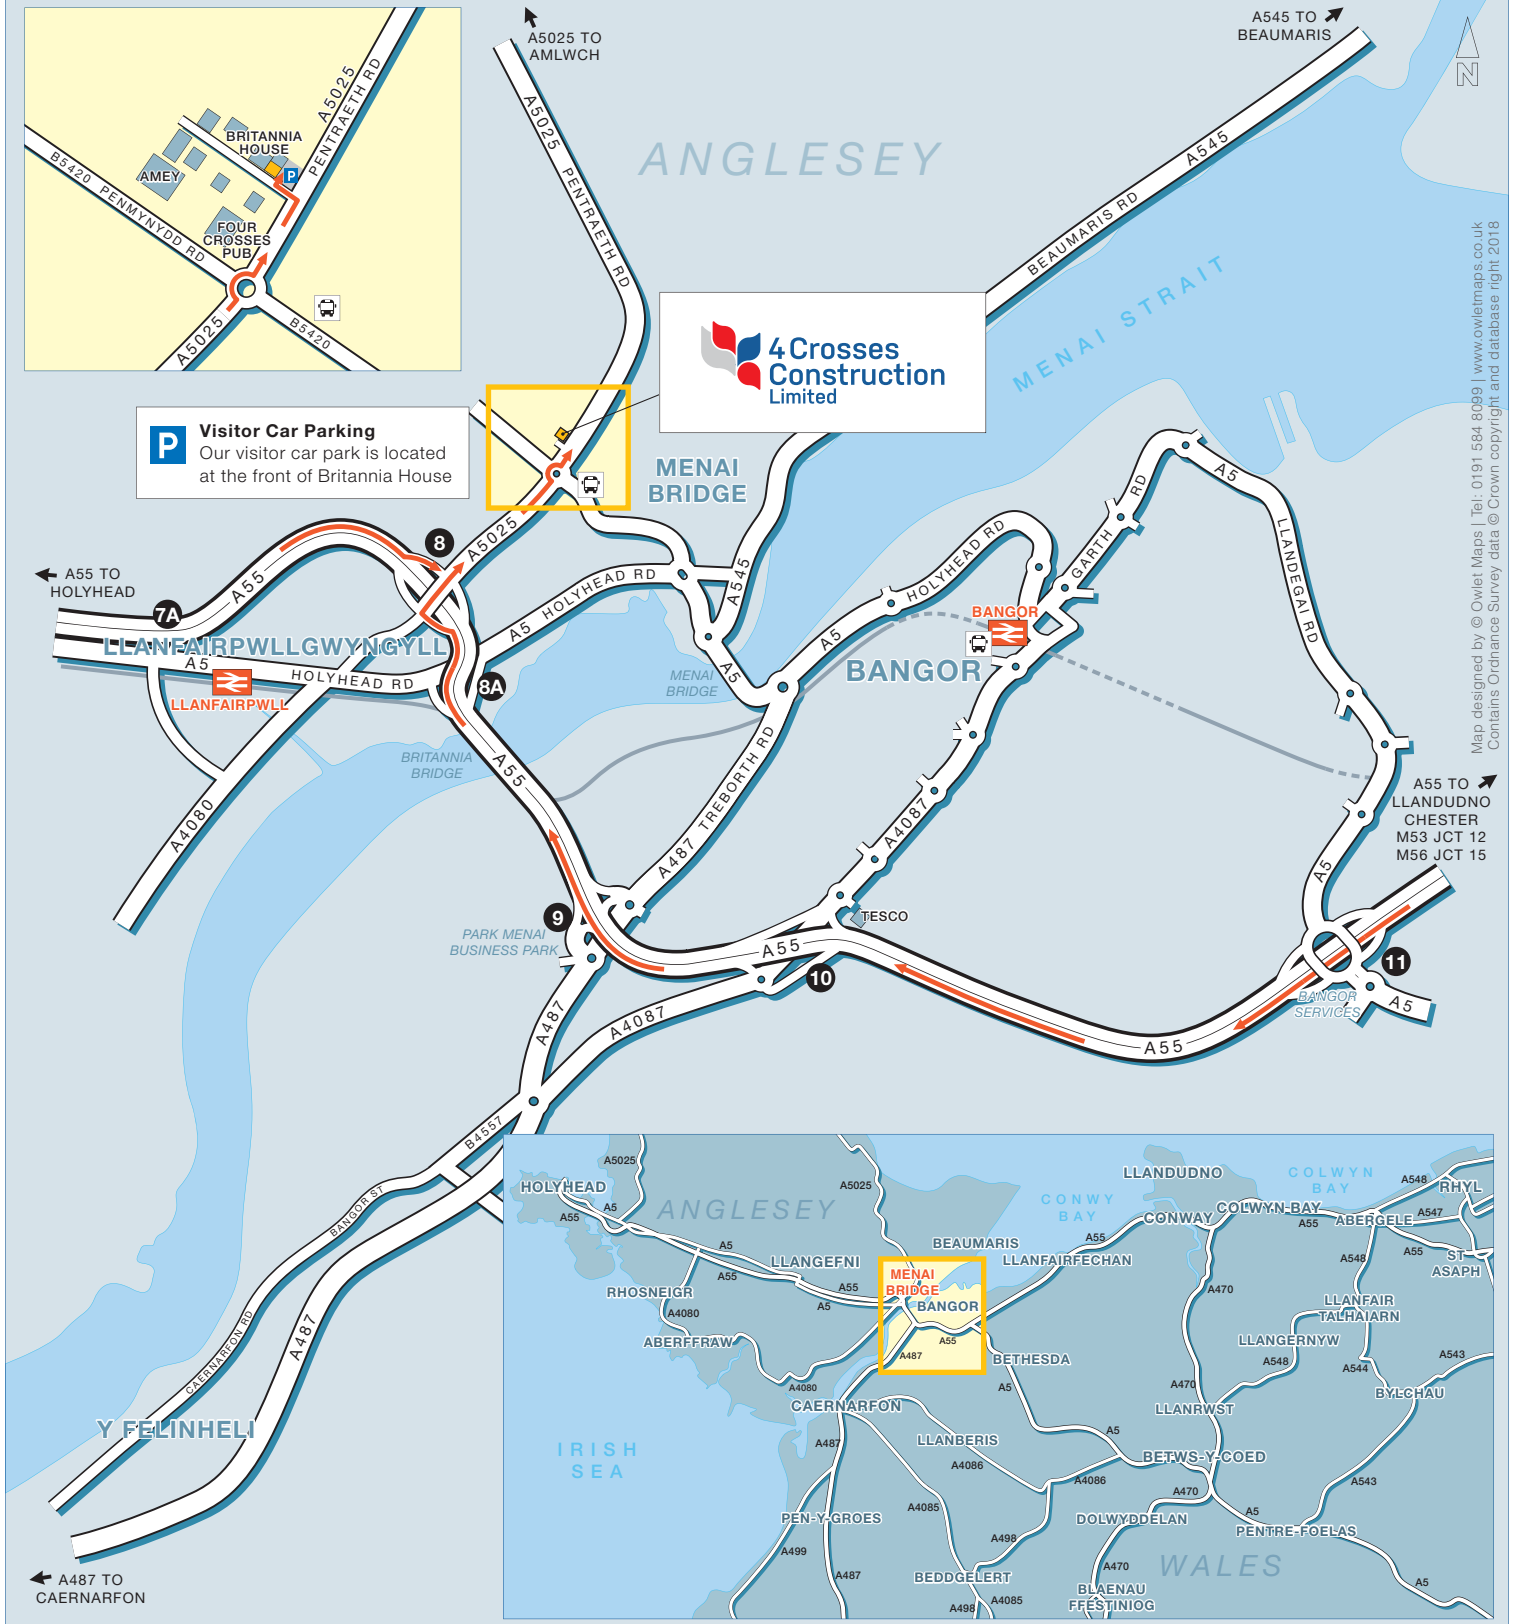 A5025 TO
AMLWCH
A545 TO
BEAUMARIS
N
A5025
PENTRAETH RD
BRITANNIA
HOUSE
P
AMEY
B5420
PENMYNYDD RD
FOUR
CROSSES
PUB
A5025
B5420
A5025
PENTRAETH RD
ANGLESEY
A545
BEAUMARIS RD
MENAI STRAIT
4 Crosses
Construction
Limited
P
Visitor Car Parking
Our visitor car park is located
at the front of Britannia House
MENAI
BRIDGE
Map designed by © Owlet Maps | Tel: 0191 584 8099 | www.owletmaps.co.uk
Contains Ordnance Survey data © Crown copyright and database right 2018
A5
LLANDEGAI RD
GARTH RD
HOLYHEAD RD
8
A5025
A55 TO
HOLYHEAD
7A
A55
A5 HOLYHEAD RD
A545
A5
BANGOR
BANGOR
LLANFAIRPWLLGWYNGYLL
A5
HOLYHEAD RD
LLANFAIRPWLL
8A
MENAI
BRIDGE
A5
BRITANNIA
BRIDGE
A55
A4080
A487 TREBORTH RD
A4087
A55 TO
LLANDUDNO
CHESTER
M53 JCT 12
M56 JCT 15
A5
9
PARK MENAI
BUSINESS PARK
TESCO
A55
10
11
BANGOR
SERVICES
A5
A487
A4087
A55
B4557
BANGOR ST
CAERNARFON RD
A487
Y FELINHELI
A487 TO
CAERNARFON
A5025
HOLYHEAD
A5
A55
ANGLESEY
A5025
CONWY
BAY
LLANDUDNO
COLWYN
BAY
A548
RHYL
CONWAY
COLWYN BAY
A55
ABERGELE
A547
A5
A55
LLANGEFNI
A55
A5
BEAUMARIS
LLANFAIRFECHAN
A55
A548
A55
ST
ASAPH
RHOSNEIGR
A4080
MENAI
BRIDGE
BANGOR
A470
LLANFAIR
TALHAIARN
ABERFFRAW
A55
A487
BETHESDA
LLANGERNYW
A548
A544
A543
A4080
CAERNARFON
A5
A470
LLANRWST
BYLCHAU
IRISH
SEA
A487
LLANBERIS
A4086
A5
A4086
BETWS-Y-COED
A470
A543
PEN-Y-GROES
A4085
DOLWYDDELAN
A5
PENTRE-FOELAS
A499
A498
A487
BEDDGELERT
A470
WALES
A498
A4085
BLAENAU
FFESTINIOG
A5